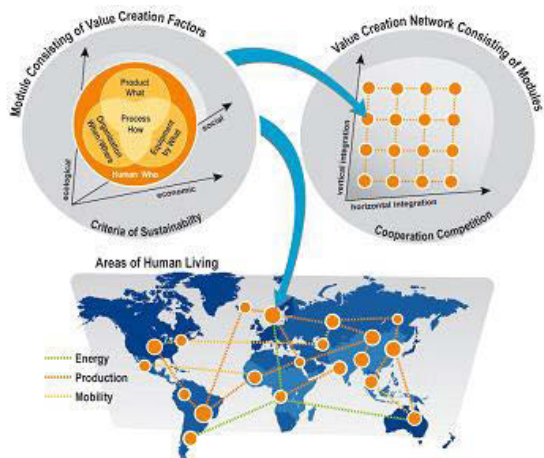 Module Consisting of Value Creation Factors
Product
What
Process
How
Organization
When/Where
Equipment
by What
Human Who
ecological
economic
social
Criteria of Sustainabilty
Value Creation Network Consisting of Modules
vertical integration
horizontal integration
Cooperation Competition
Areas of Human Living
Energy
Production
Mobility